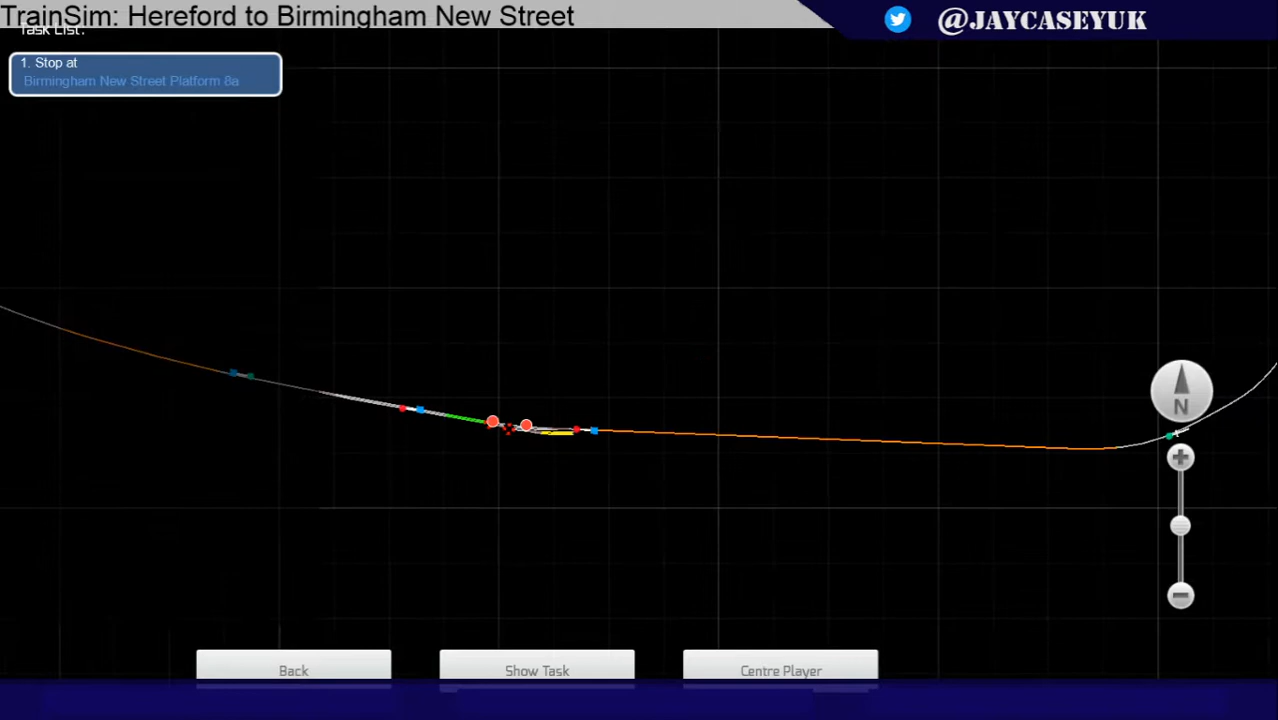 TrainSim: Hereford to Birmingham New Street
@JAYCASEYUK
Task List:
1. Stop at
Birmingham New Street Platform 8a
N
Back
Show Task
Centre Player